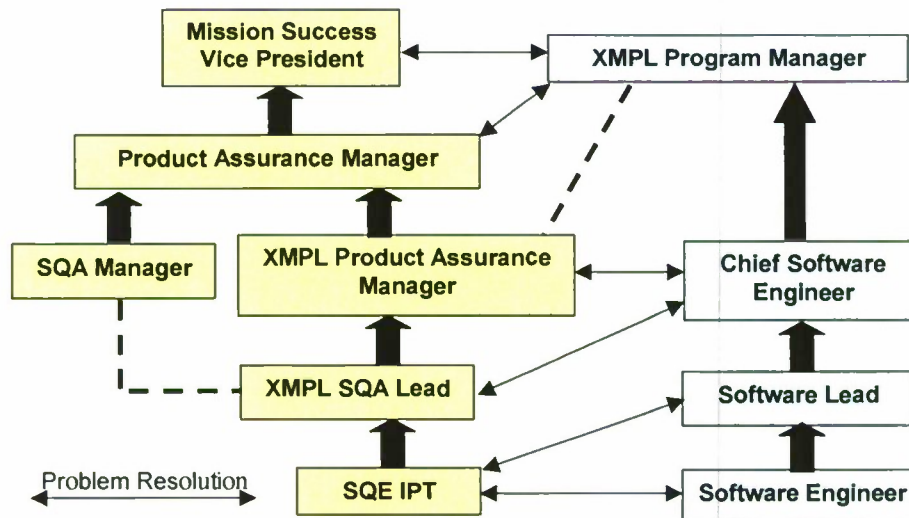 Mission Success
Vice President
XMPL Program Manager
Product Assurance Manager
SQA Manager
XMPL Product Assurance
Manager
Chief Software
Engineer
XMPL SQA Lead
Software Lead
Problem Resolution
SQE IPT
Software Engineer